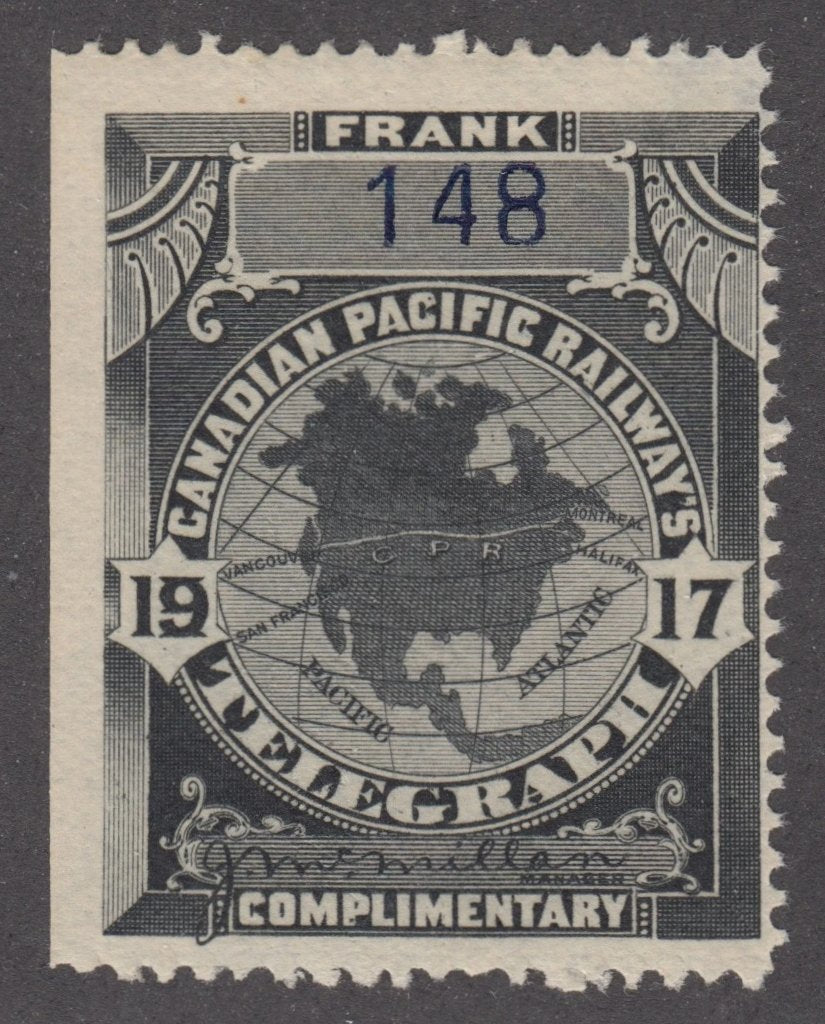 FRANK
148
CANADIAN PACIFIC RAILWAY'S
MONTREAL
VANCOUVER
C P R
HALIFAX
19
17
SAN FRANCISCO
ATLANTIC
PACIFIC
TELEGRAPH
J. McMillan
MANAGER
COMPLIMENTARY